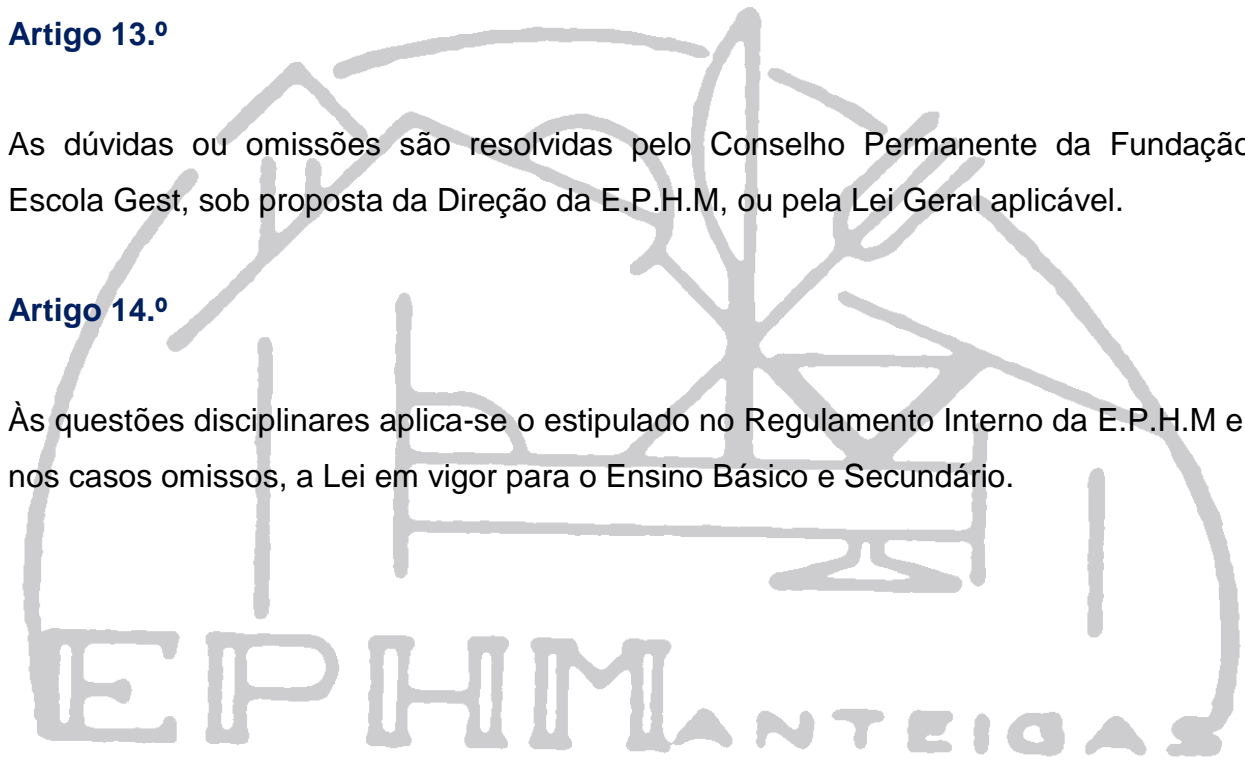 Artigo 13.º
As dúvidas ou omissões são resolvidas pelo Conselho Permanente da Fundação
Escola Gest, sob proposta da Direção da E.P.H.M, ou pela Lei Geral aplicável.
Artigo 14.º
Às questões disciplinares aplica-se o estipulado no Regulamento Interno da E.P.H.M e
nos casos omissos, a Lei em vigor para o Ensino Básico e Secundário.
EPHMANTEIGAS